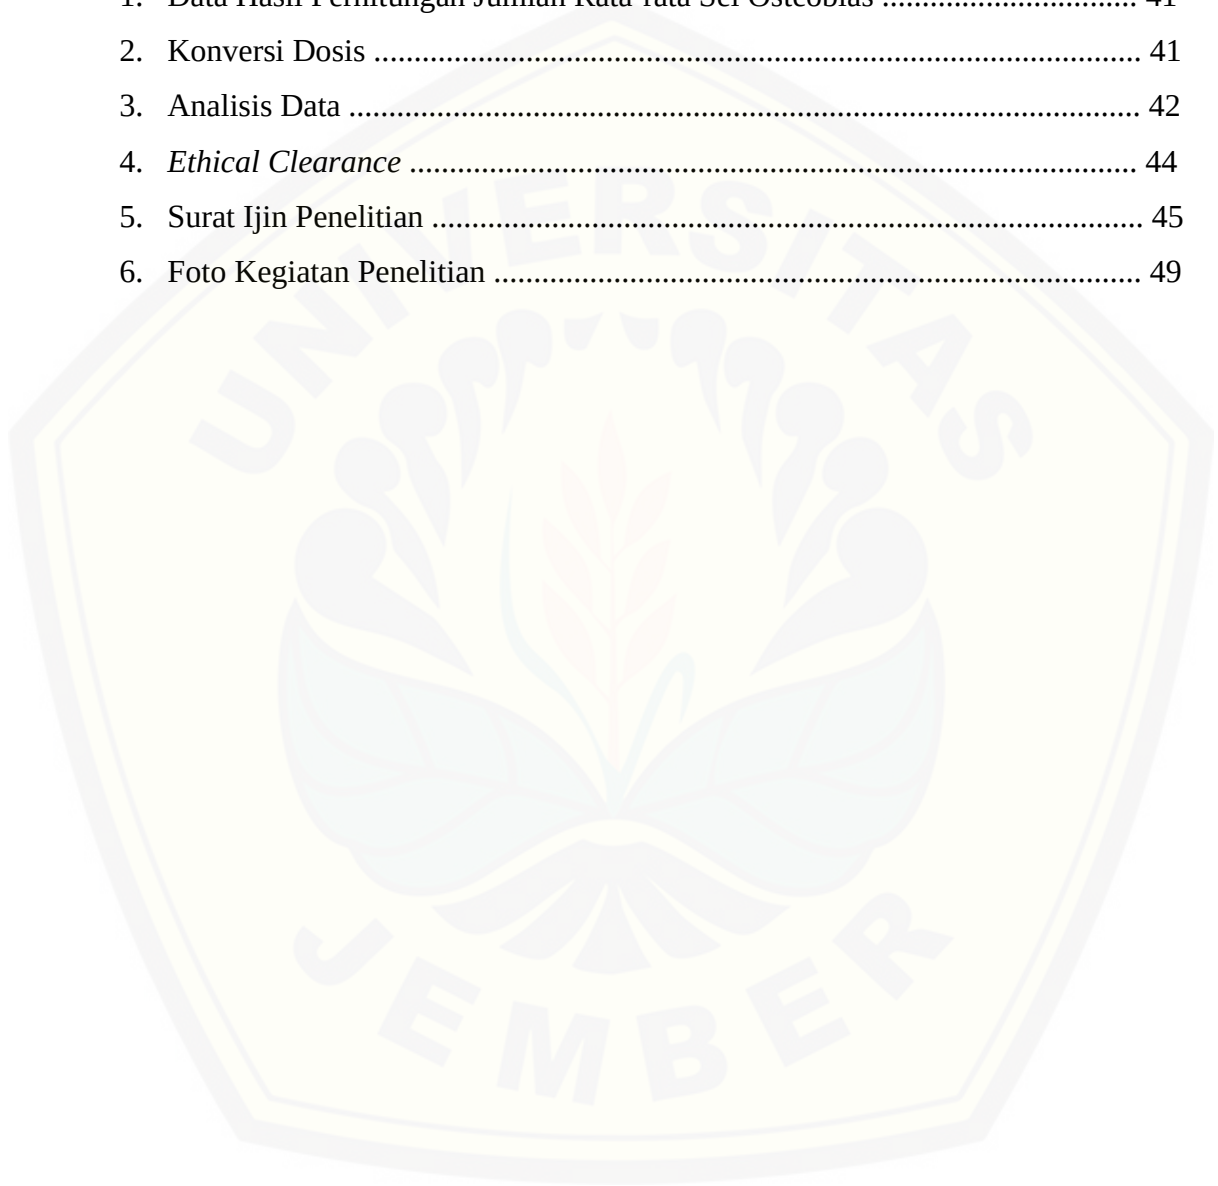 1. Data Hasil Perhitungan Jumlah Rata-rata Sel Osteoblas ................................ 41
2. Konversi Dosis ................................................................................................ 41
3. Analisis Data ................................................................................................... 42
4. Ethical Clearance ........................................................................................... 44
5. Surat Ijin Penelitian ......................................................................................... 45
6. Foto Kegiatan Penelitian ................................................................................. 49
UNIVERSITAS
JEMBER